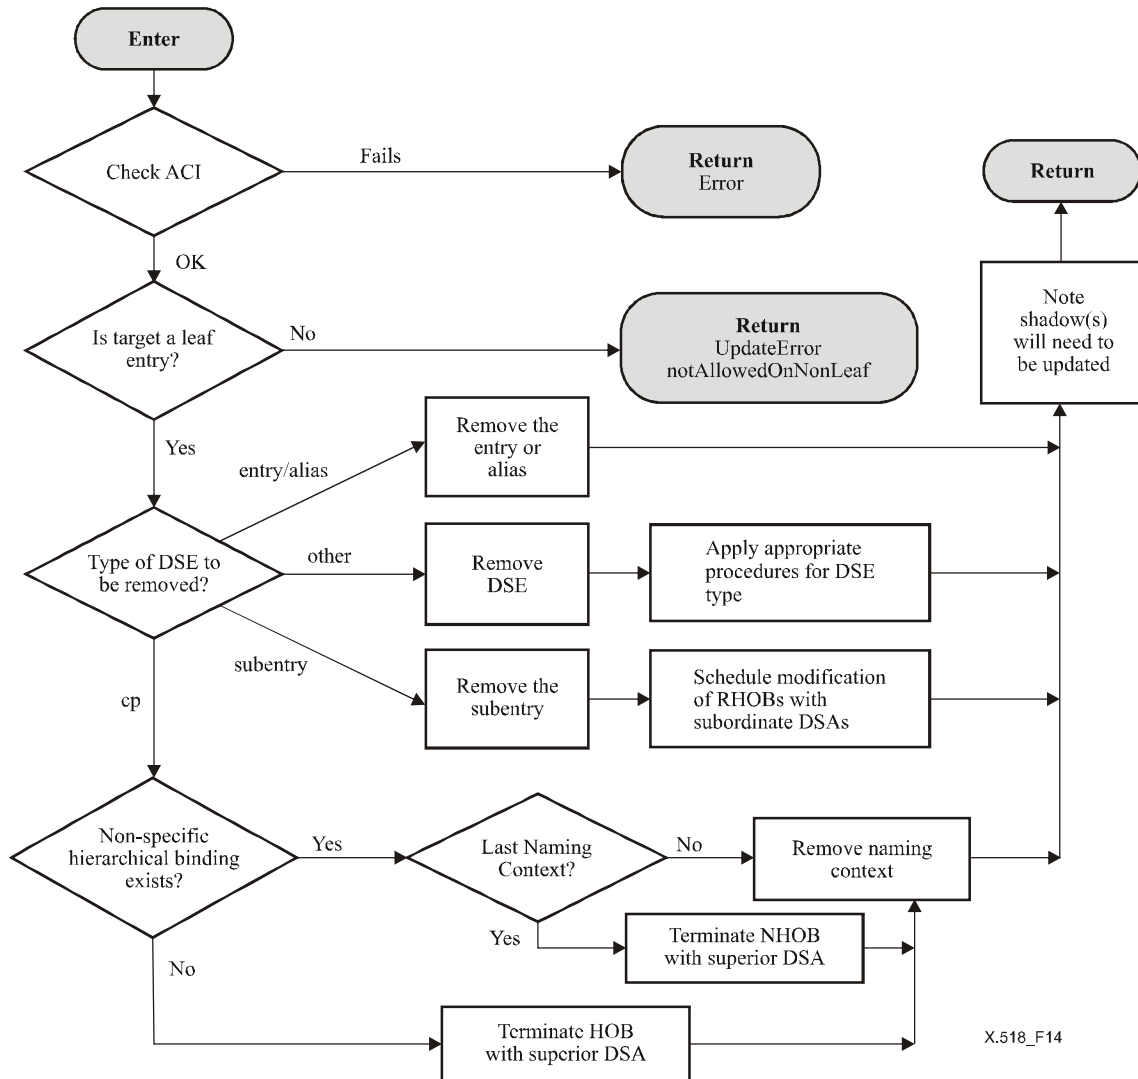 Enter
Check ACI
Fails
Return
Error
Return
OK
Is target a leaf
entry?
No
Return
UpdateError
notAllowedOnNonLeaf
Note
shadow(s)
will need to
be updated
Yes
entry/alias
Remove the
entry or
alias
Type of DSE to
be removed?
other
Remove
DSE
Apply appropriate
procedures for DSE
type
subentry
Remove the
subentry
Schedule modification
of RHOBs with
subordinate DSAs
cp
Non-specific
hierarchical binding
exists?
Yes
Last Naming
Context?
No
Remove naming
context
Yes
Terminate NHOB
with superior DSA
No
Terminate HOB
with superior DSA
X.518_F14